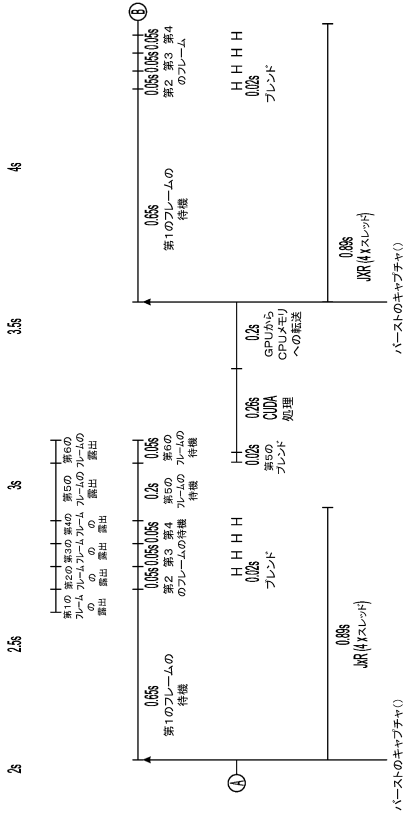 2s
2.5s
3s
3.5s
4s
第1の
フレーム
の
露出
第2の
フレーム
の
露出
第3の
フレーム
の
露出
第4の
フレーム
の
露出
第5の
フレームの
露出
第6の
フレームの
露出
0.65s
第1のフレームの
待機
0.05s 0.05s 0.05s
第2 第3 第4
のフレームの待機
0.2s
第5の
フレームの
待機
0.05s
第6の
フレームの
待機
0.65s
第1のフレームの
待機
0.05s 0.05s 0.05s
第2 第3 第4
のフレーム
B
A
H H H H
0.02s
ブレンド
0.02s
第5の
ブレンド
0.26s
CUDA
処理
0.2s
GPUから
CPUメモリ
への転送
H H H H
0.02s
ブレンド
0.89s
JxR (4 Xスレッド)
0.89s
JXR (4 Xスレッド)
バーストのキャプチャ()
バーストのキャプチャ()